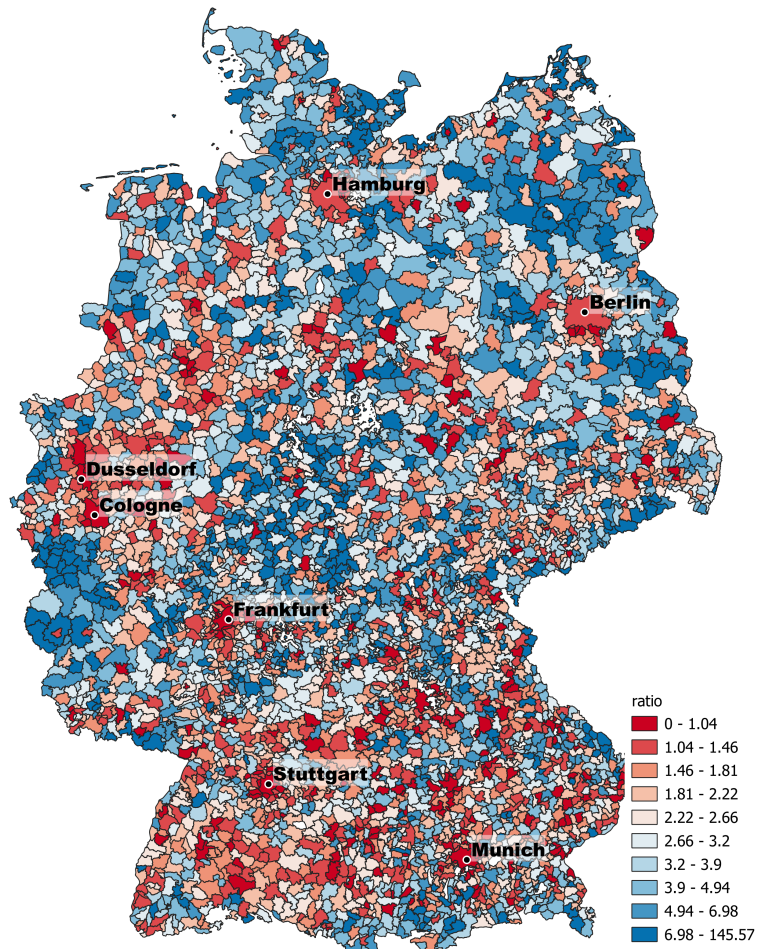 Hamburg
Berlin
Dusseldorf
Cologne
Frankfurt
Stuttgart
Munich
ratio
0 - 1.04
1.04 - 1.46
1.46 - 1.81
1.81 - 2.22
2.22 - 2.66
2.66 - 3.2
3.2 - 3.9
3.9 - 4.94
4.94 - 6.98
6.98 - 145.57